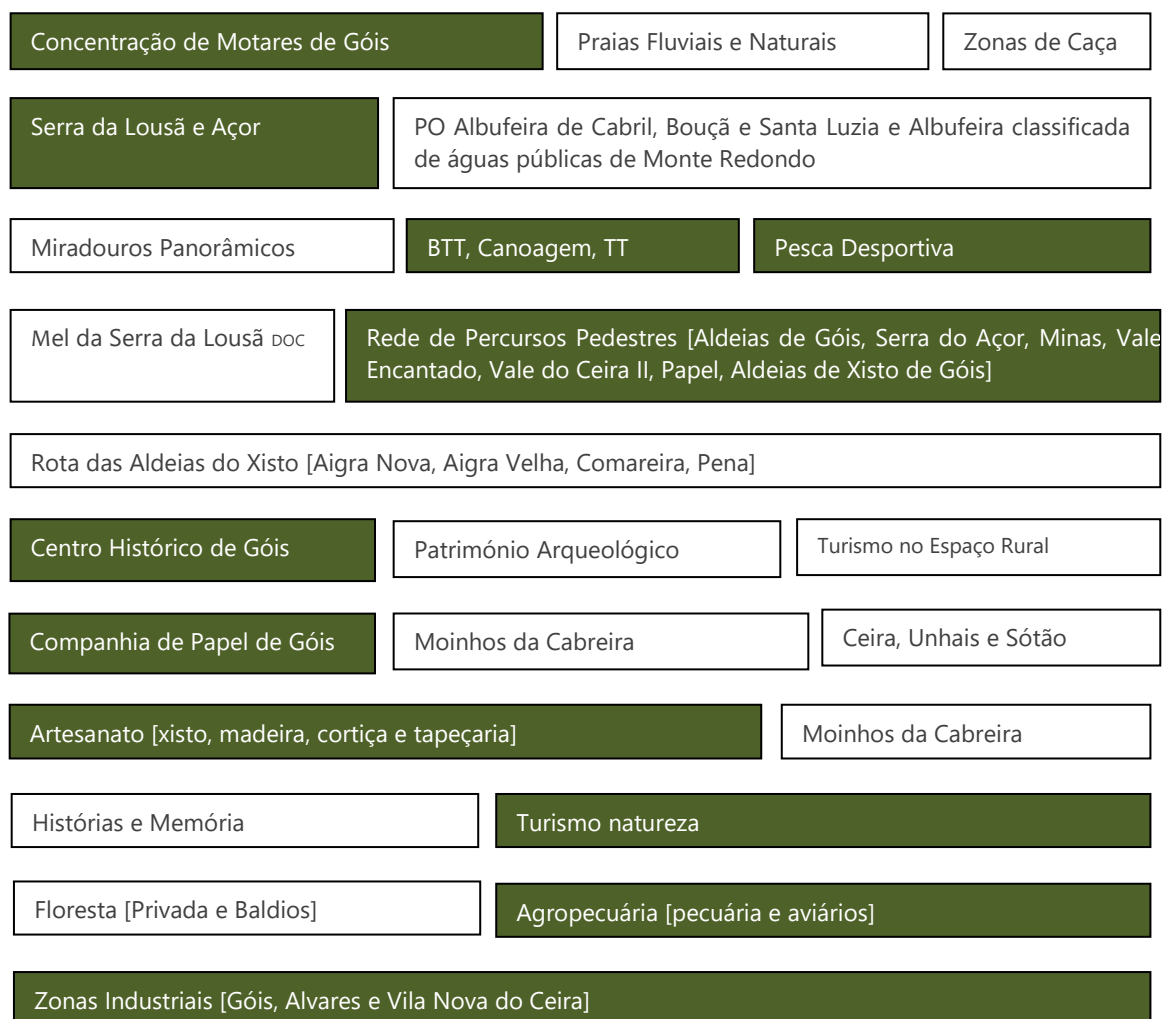 Concentração de Motares de Góis
Praias Fluviais e Naturais
Zonas de Caça
Serra da Lousã e Açor
PO Albufeira de Cabril, Bouçã e Santa Luzia e Albufeira classificada
de águas públicas de Monte Redondo
Miradouros Panorâmicos
BTT, Canoagem, TT
Pesca Desportiva
Mel da Serra da Lousã DOC
Rede de Percursos Pedestres [Aldeias de Góis, Serra do Açor, Minas, Vale
Encantado, Vale do Ceira II, Papel, Aldeias de Xisto de Góis]
Rota das Aldeias do Xisto [Aigra Nova, Aigra Velha, Comareira, Pena]
Centro Histórico de Góis
Património Arqueológico
Turismo no Espaço Rural
Companhia de Papel de Góis
Moinhos da Cabreira
Ceira, Unhais e Sótão
Artesanato [xisto, madeira, cortiça e tapeçaria]
Moinhos da Cabreira
Histórias e Memória
Turismo natureza
Floresta [Privada e Baldios]
Agropecuária [pecuária e aviários]
Zonas Industriais [Góis, Alvares e Vila Nova do Ceira]